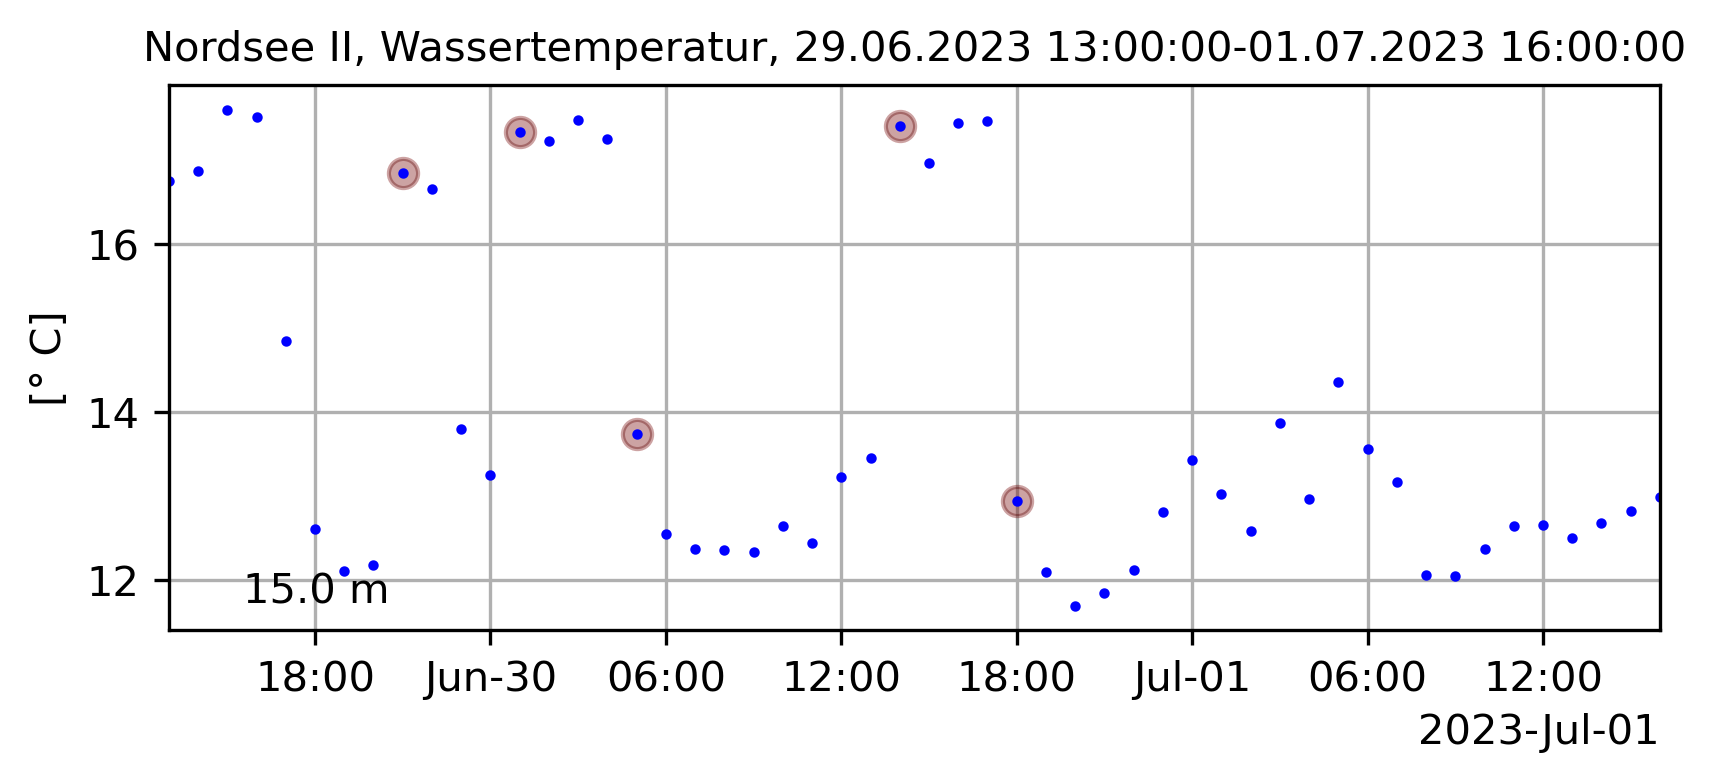 Nordsee II, Wassertemperatur, 29.06.2023 13:00:00-01.07.2023 16:00:00
16
[° C]
14
12
15.0 m
18:00 Jun-30 06:00 12:00 18:00 Jul-01 06:00 12:00
2023-Jul-01